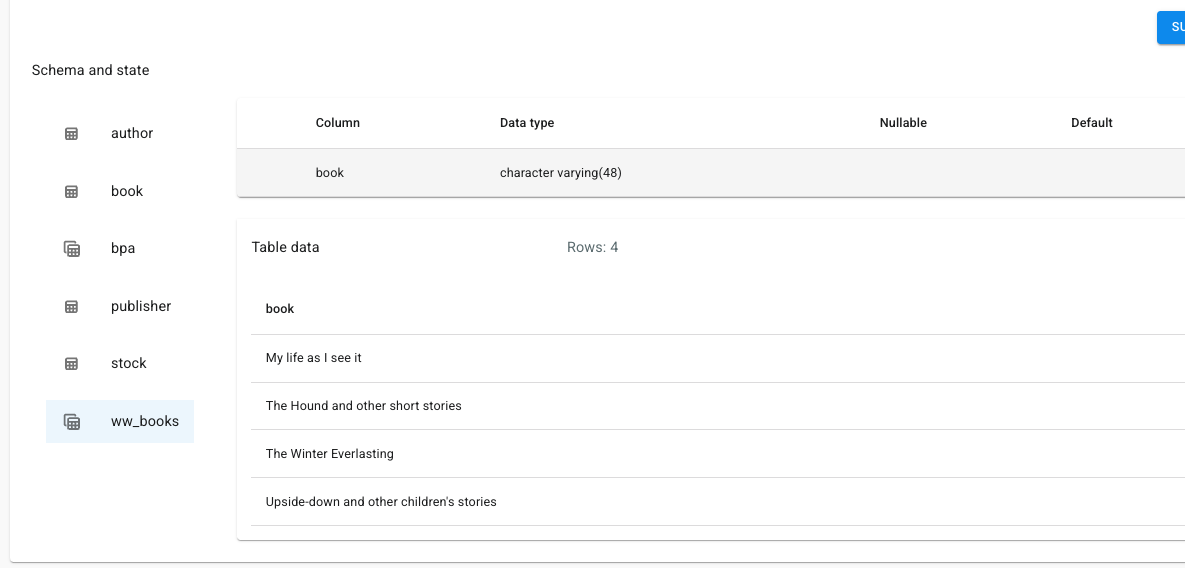 SU
Schema and state
author
book
bpa
publisher
stock
ww_books
Column Data type Nullable Default
book character varying(48)
Table data Rows: 4
book
My life as I see it
The Hound and other short stories
The Winter Everlasting
Upside-down and other children's stories